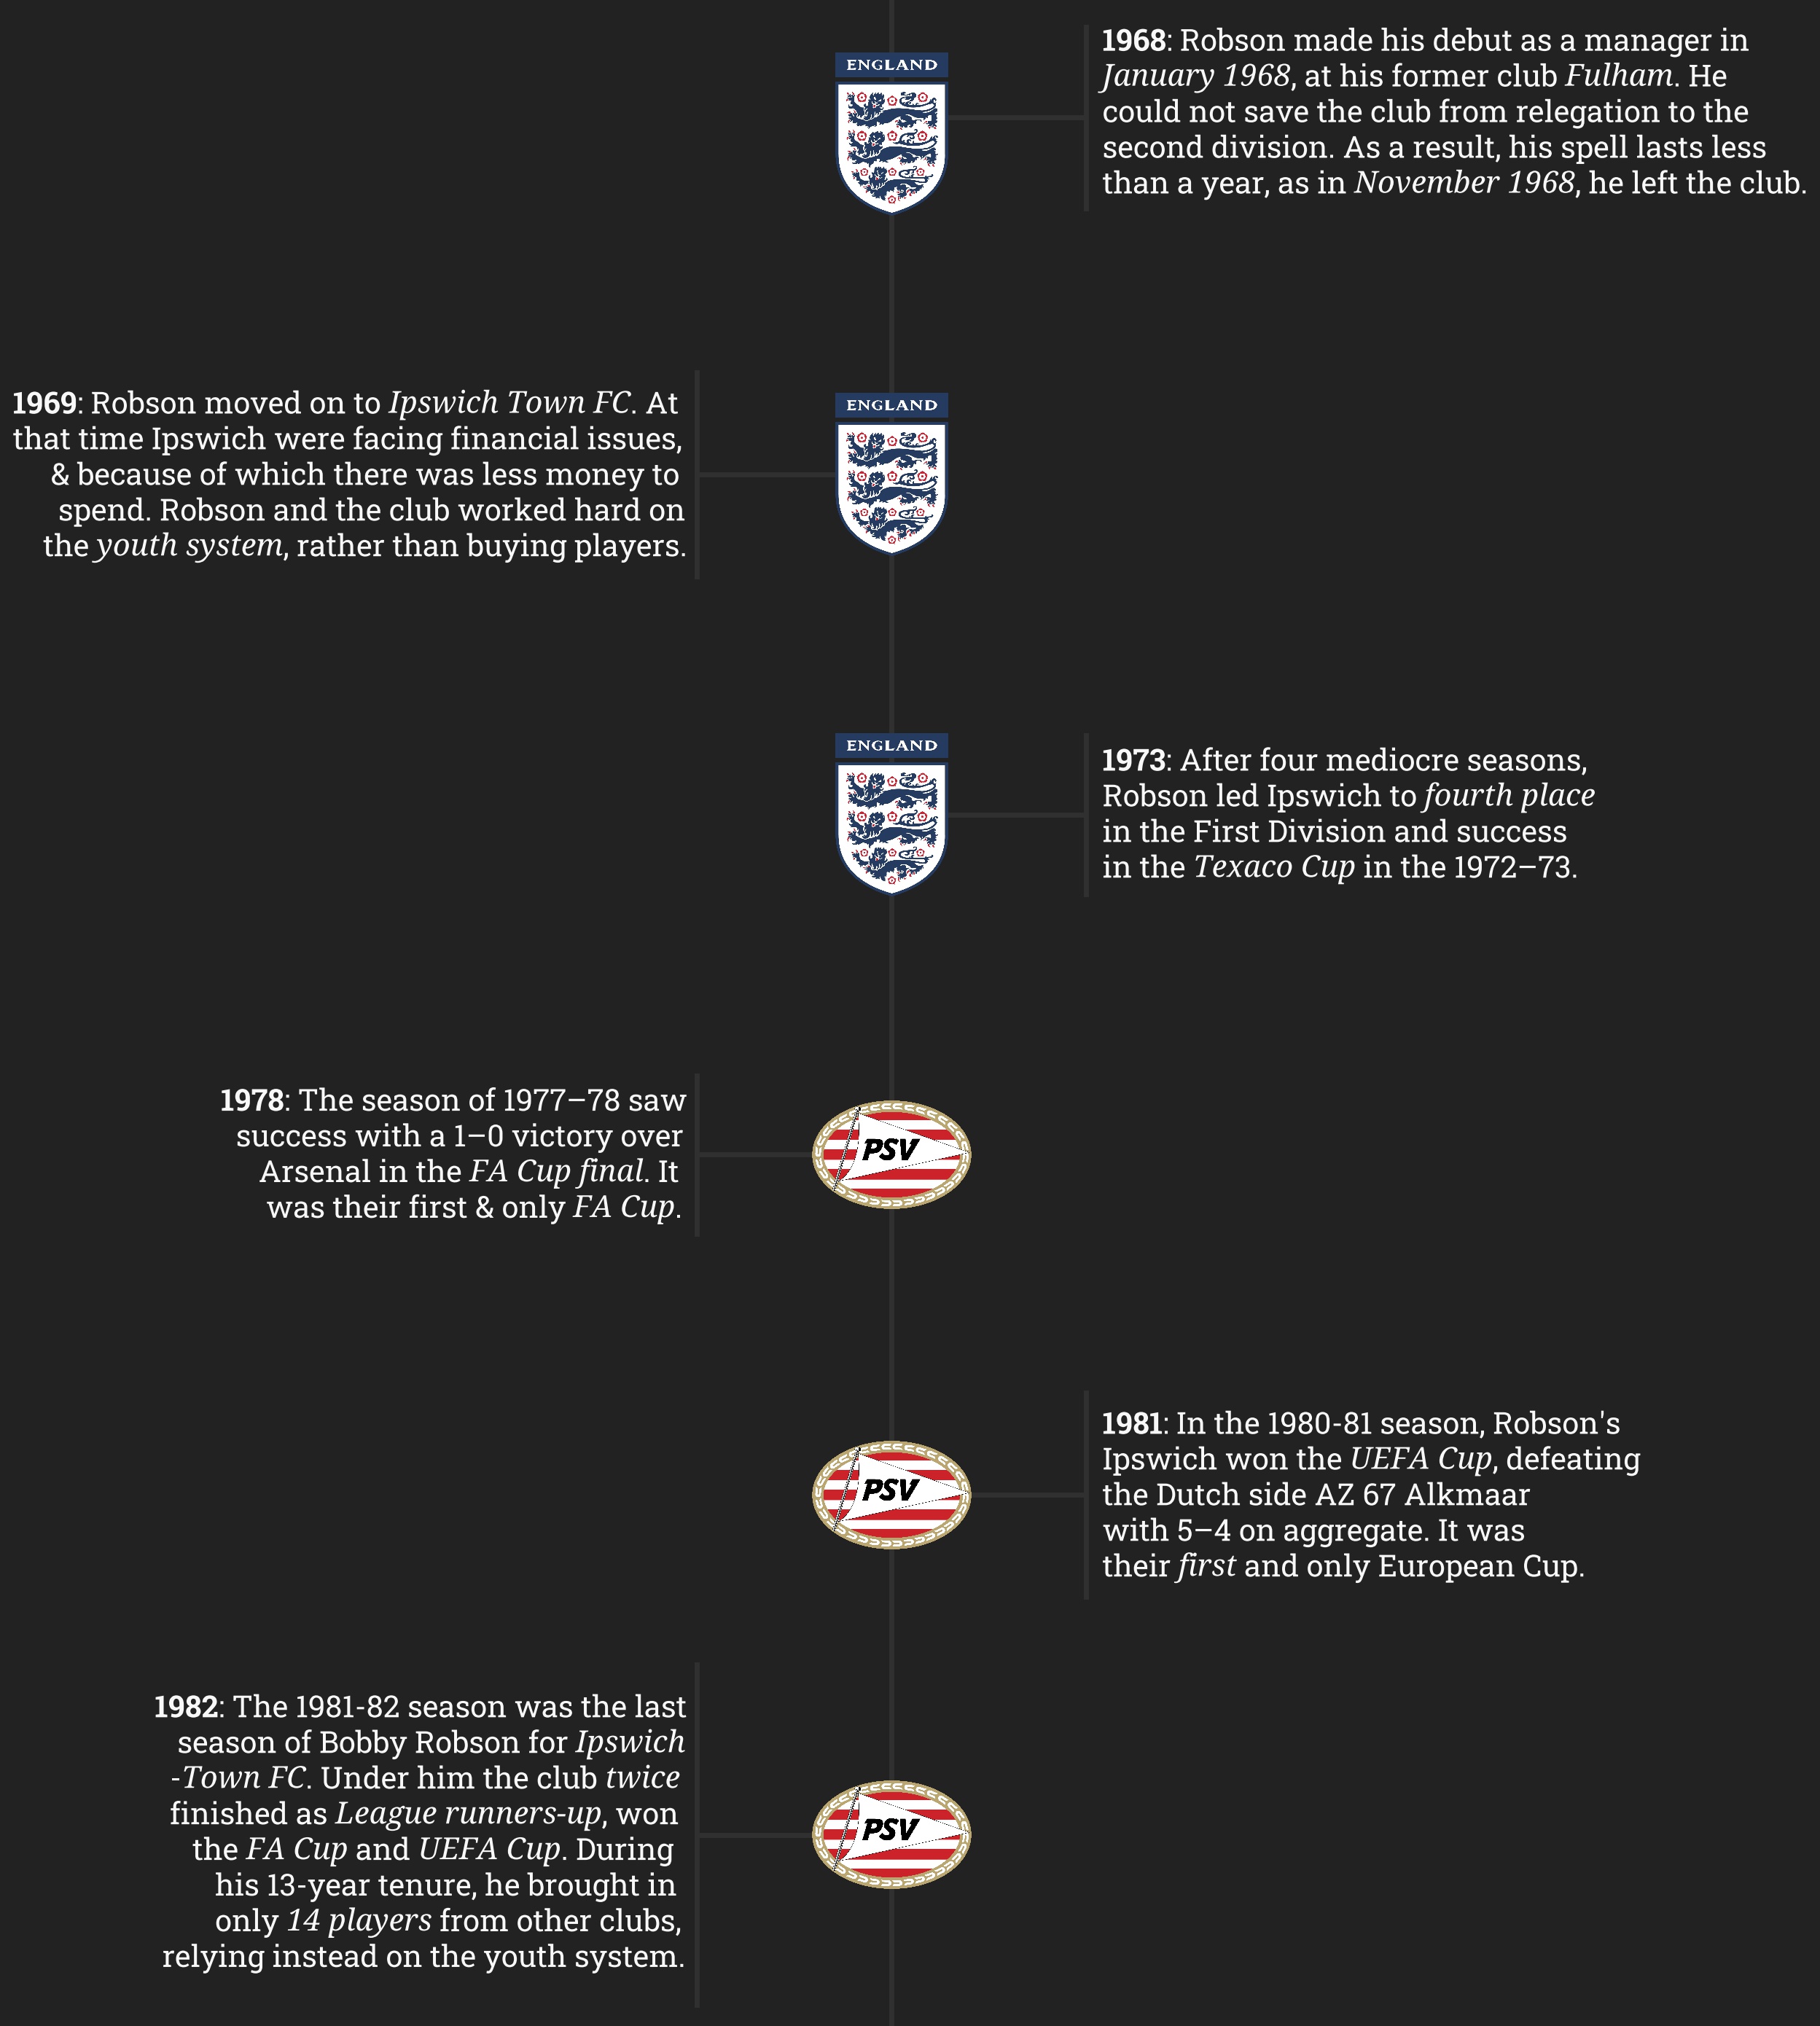 ENGLAND
1968: Robson made his debut as a manager in
January 1968, at his former club Fulham. He
could not save the club from relegation to the
second division. As a result, his spell lasts less
than a year, as in November 1968, he left the club.
1969: Robson moved on to Ipswich Town FC. At
that time Ipswich were facing financial issues,
& because of which there was less money to
spend. Robson and the club worked hard on
the youth system, rather than buying players.
ENGLAND
ENGLAND
1973: After four mediocre seasons,
Robson led Ipswich to fourth place
in the First Division and success
in the Texaco Cup in the 1972–73.
1978: The season of 1977–78 saw
success with a 1–0 victory over
Arsenal in the FA Cup final. It
was their first & only FA Cup.
PSV
PSV
1981: In the 1980-81 season, Robson's
Ipswich won the UEFA Cup, defeating
the Dutch side AZ 67 Alkmaar
with 5–4 on aggregate. It was
their first and only European Cup.
1982: The 1981-82 season was the last
season of Bobby Robson for Ipswich
-Town FC. Under him the club twice
finished as League runners-up, won
the FA Cup and UEFA Cup. During
his 13-year tenure, he brought in
only 14 players from other clubs,
relying instead on the youth system.
PSV